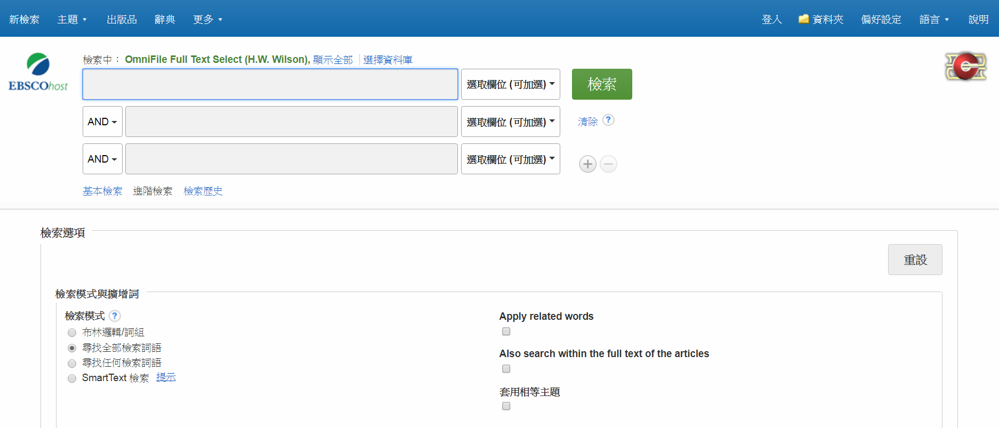 新檢索 主題 出版品 辭典 更多 登入 資料夾 偏好設定 語言 說明
檢索中： OmniFile Full Text Select (H.W. Wilson), 顯示全部 選擇資料庫
EBSCOhost
選取欄位 (可加選) 檢索
AND 選取欄位 (可加選) 清除 ?
AND 選取欄位 (可加選)
基本檢索 進階檢索 檢索歷史
檢索選項
重設
檢索模式與擴增詞
檢索模式 ? Apply related words
布林邏輯/詞組
尋找全部檢索詞語 Also search within the full text of the articles
尋找任何檢索詞語
SmartText 檢索 提示
套用相等主題